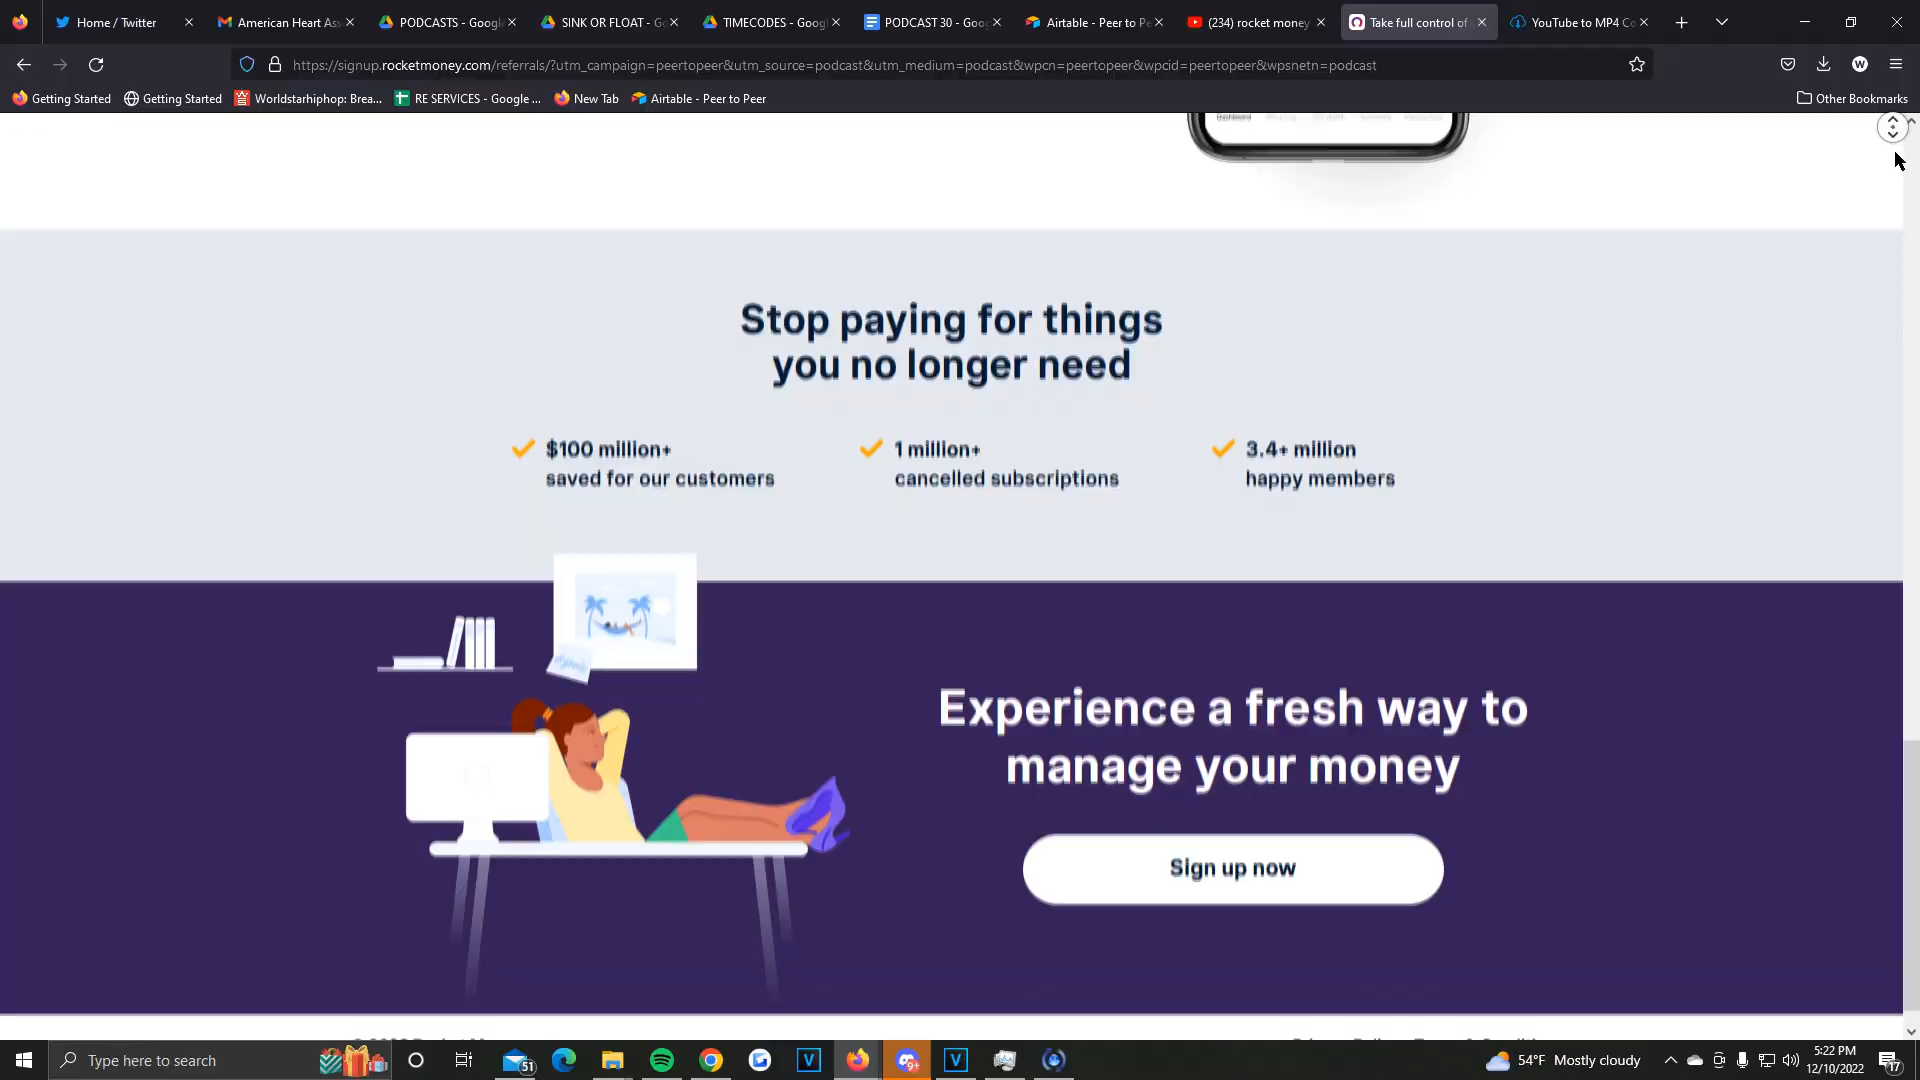 Home / Twitter
American Heart Ass
PODCASTS - Google
SINK OR FLOAT - Go
TIMECODES - Googl
PODCAST 30 - Goog
Airtable - Peer to Pe
(234) rocket money
Take full control of
YouTube to MP4 Co
https://signup.rocketmoney.com/referrals/?utm_campaign=peertopeer&utm_source=podcast&utm_medium=podcast&wpcn=peertopeer&wpcid=peertopeer&wpsnetn=podcast
W
Getting Started
Getting Started
Worldstarhiphop: Brea...
RE SERVICES - Google ...
New Tab
Airtable - Peer to Peer
Other Bookmarks
Stop paying for things
you no longer need
$100 million+
saved for our customers
1 million+
cancelled subscriptions
3.4+ million
happy members
Experience a fresh way to
manage your money
Sign up now
Type here to search
51
V
9+
V
54°F Mostly cloudy
5:22 PM
12/10/2022
17